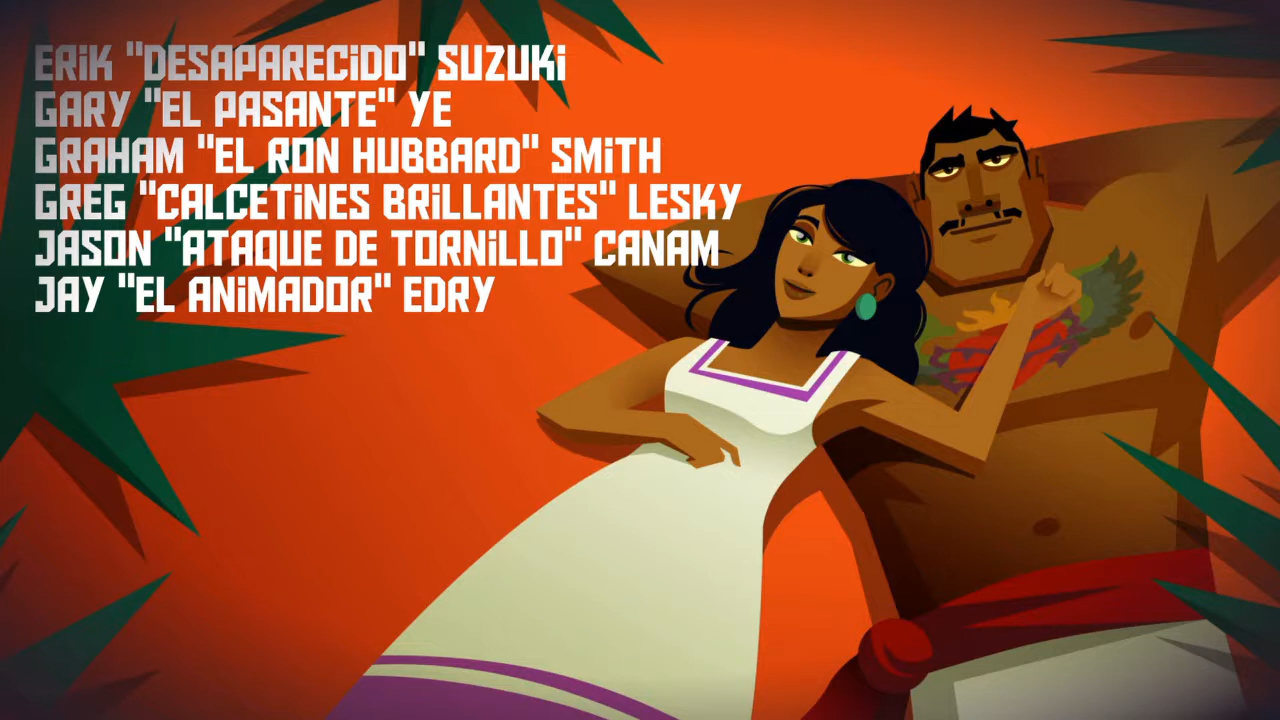 ERiK "DESAPARECiDO" SUZUKi
GARY "EL PASANTE" YE
GRAHAM "EL RON HUBBARD" SMiTH
GREG "CALCETiNES BRiLLANTES" LESKY
JASON "ATAQUE DE TORNiLLO" CANAM
JAY "EL ANiMADOR" EDRY